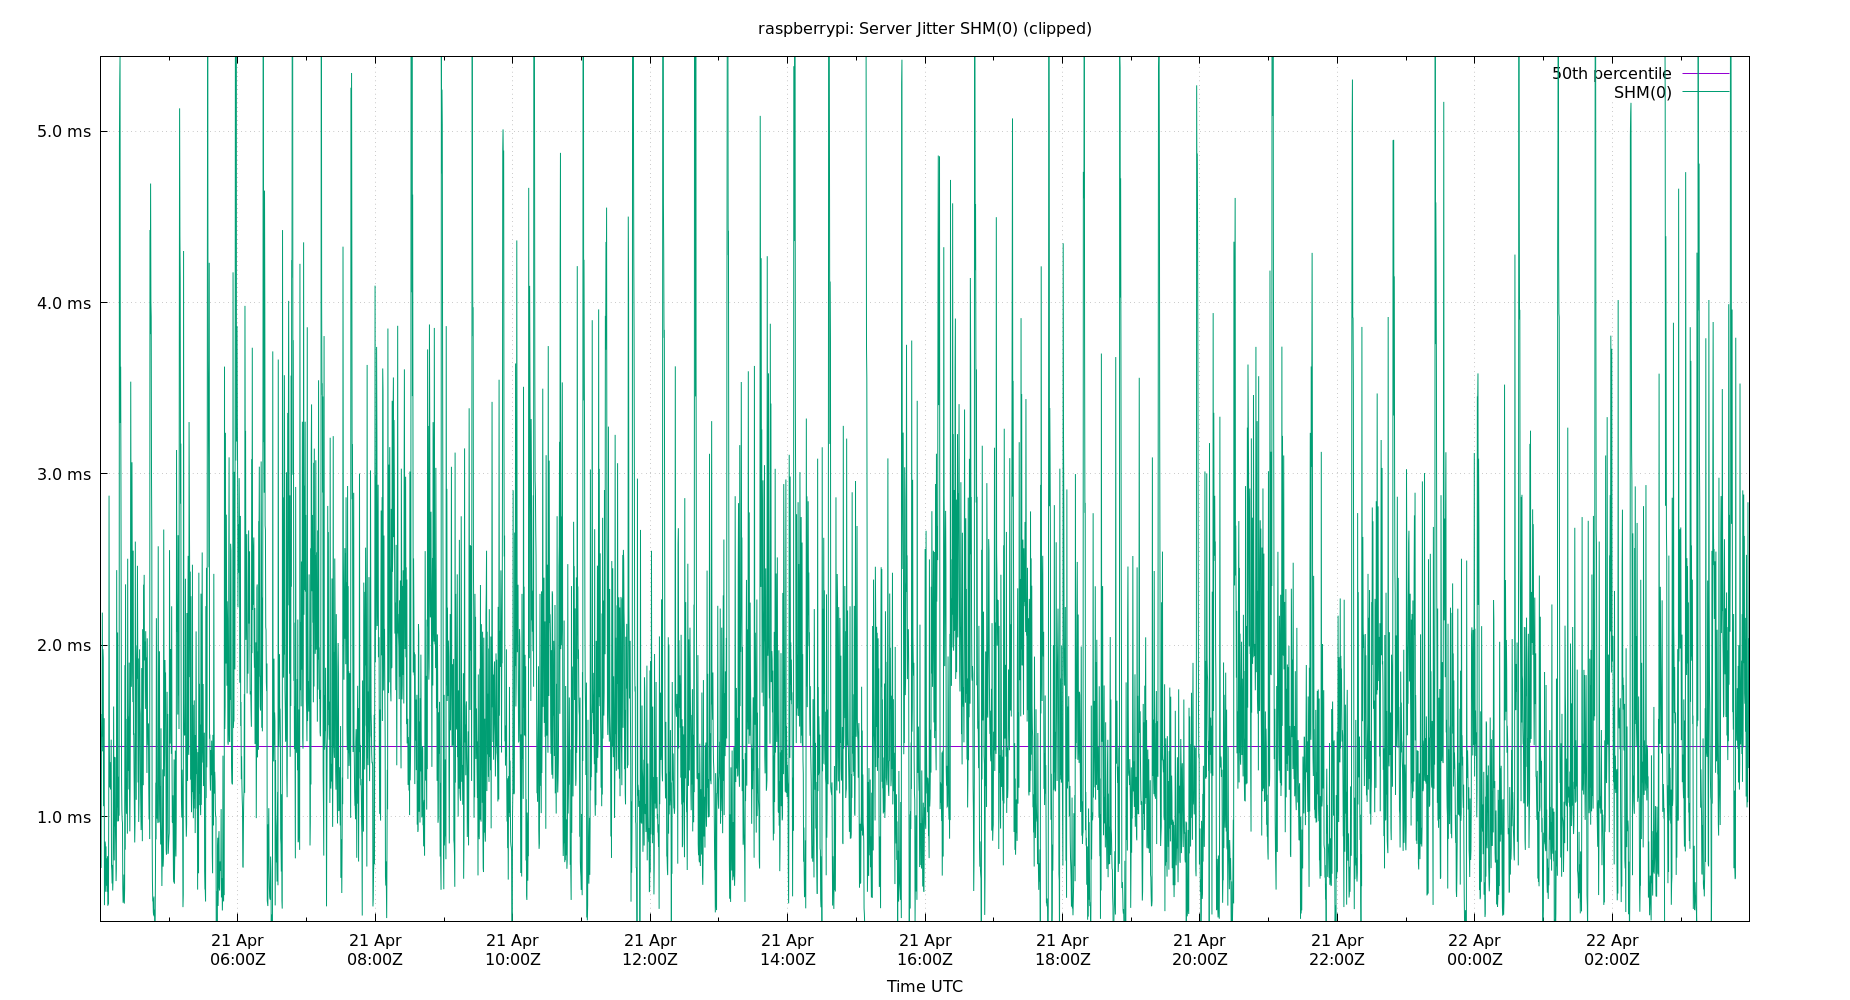 raspberrypi: Server Jitter SHM(0) (clipped)
50th percentile
SHM(0)
5.0 ms
4.0 ms
3.0 ms
2.0 ms
1.0 ms
21 Apr 21 Apr 21 Apr 21 Apr 21 Apr 21 Apr 21 Apr 21 Apr 21 Apr 22 Apr 22 Apr
06:00Z 08:00Z 10:00Z 12:00Z 14:00Z 16:00Z 18:00Z 20:00Z 22:00Z 00:00Z 02:00Z
Time UTC